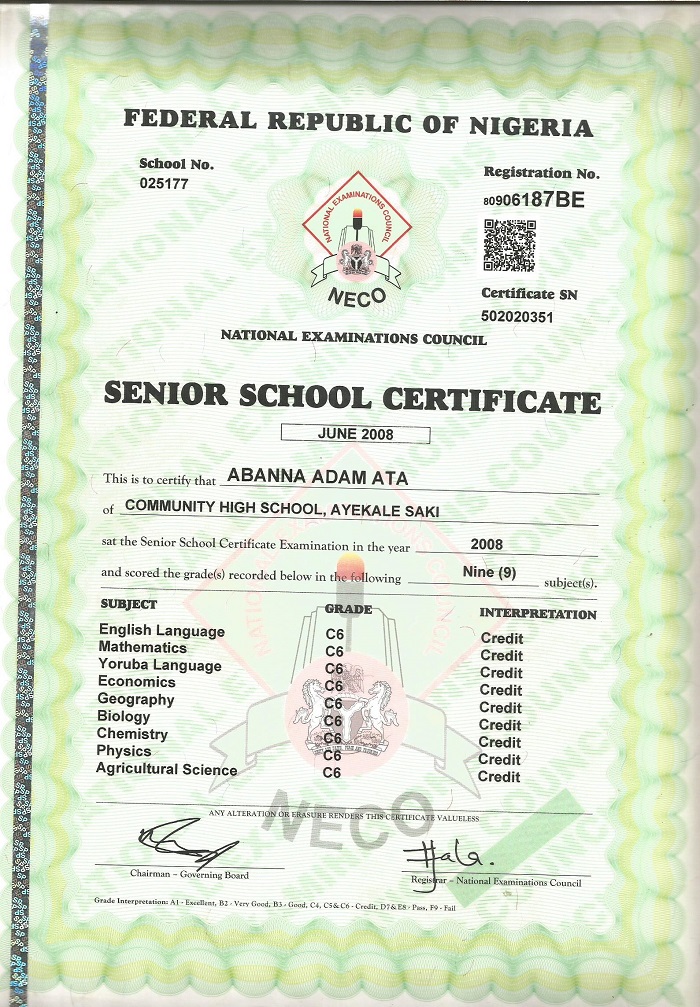 FEDERAL REPUBLIC OF NIGERIA
School No.
025177
Registration No.
80906187BE
NATIONAL EXAMINATIONS COUNCIL
NECO
Certificate SN
502020351
NATIONAL EXAMINATIONS COUNCIL
SENIOR SCHOOL CERTIFICATE
JUNE 2008
This is to certify that ABANNA ADAM ATA
of COMMUNITY HIGH SCHOOL, AYEKALE SAKI
sat the Senior School Certificate Examination in the year 2008
and scored the grade(s) recorded below in the following Nine (9) subject(s).
SUBJECT GRADE INTERPRETATION
English Language C6 Credit
Mathematics C6 Credit
Yoruba Language C6 Credit
Economics C6 Credit
Geography C6 Credit
Biology C6 Credit
Chemistry C6 Credit
Physics C6 Credit
Agricultural Science C6 Credit
NECO
ANY ALTERATION OR ERASURE RENDERS THIS CERTIFICATE VALUELESS
Chairman - Governing Board
Registrar - National Examinations Council
Grade Interpretation: A1 - Excellent, B2 - Very Good, B3 - Good, C4, C5 & C6 - Credit, D7 & E8 - Pass, F9 - Fail